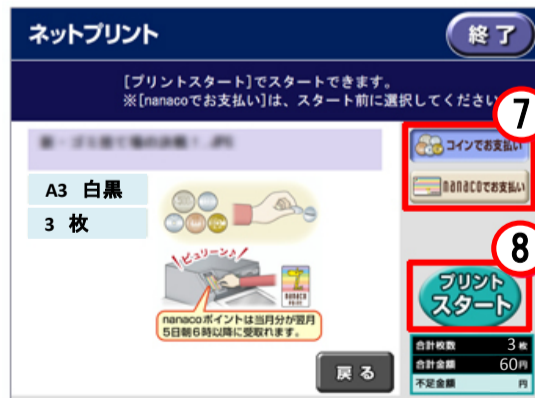 ネットプリント
終了
[プリントスタート]でスタートできます。
※[nanacoでお支払い]は、スタート前に選択してください
7
コインでお支払い
nanacoでお支払い
A3 白黒
3 枚
ピュリーン♪
nanaco
nanacoポイントは当月分が翌月
5日朝6時以降に受取れます。
8
プリント
スタート
戻る
合計枚数 3枚
合計金額 60円
不足金額 円